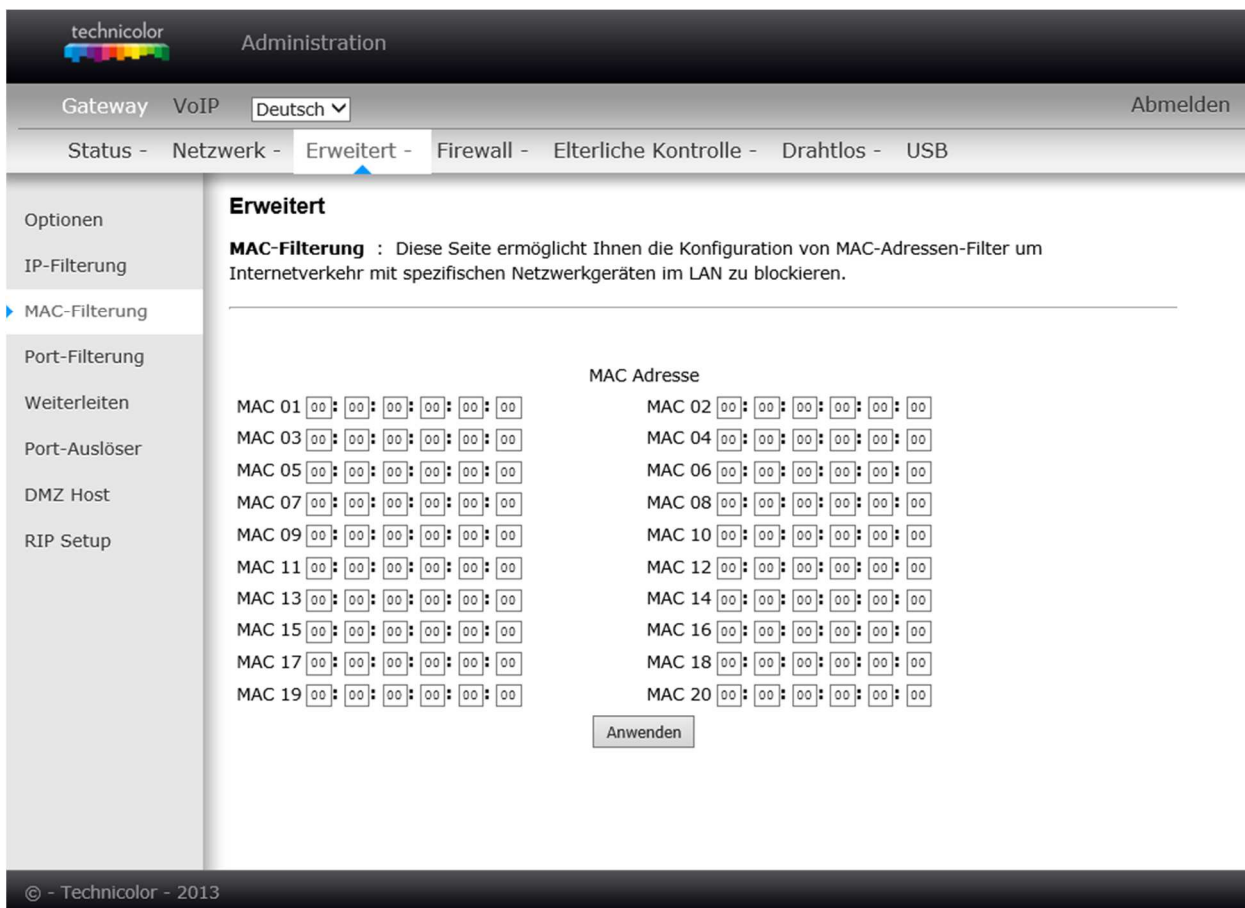 technicolor
Administration
Gateway VoIP Deutsch Abmelden
Status - Netzwerk - Erweitert - Firewall - Elterliche Kontrolle - Drahtlos - USB
Optionen
IP-Filterung
MAC-Filterung
Port-Filterung
Weiterleiten
Port-Auslöser
DMZ Host
RIP Setup
Erweitert
MAC-Filterung : Diese Seite ermöglicht Ihnen die Konfiguration von MAC-Adressen-Filter um
Internetverkehr mit spezifischen Netzwerkgeräten im LAN zu blockieren.
MAC Adresse
MAC 01 00: 00: 00: 00: 00: 00 MAC 02 00: 00: 00: 00: 00: 00
MAC 03 00: 00: 00: 00: 00: 00 MAC 04 00: 00: 00: 00: 00: 00
MAC 05 00: 00: 00: 00: 00: 00 MAC 06 00: 00: 00: 00: 00: 00
MAC 07 00: 00: 00: 00: 00: 00 MAC 08 00: 00: 00: 00: 00: 00
MAC 09 00: 00: 00: 00: 00: 00 MAC 10 00: 00: 00: 00: 00: 00
MAC 11 00: 00: 00: 00: 00: 00 MAC 12 00: 00: 00: 00: 00: 00
MAC 13 00: 00: 00: 00: 00: 00 MAC 14 00: 00: 00: 00: 00: 00
MAC 15 00: 00: 00: 00: 00: 00 MAC 16 00: 00: 00: 00: 00: 00
MAC 17 00: 00: 00: 00: 00: 00 MAC 18 00: 00: 00: 00: 00: 00
MAC 19 00: 00: 00: 00: 00: 00 MAC 20 00: 00: 00: 00: 00: 00
Anwenden
© - Technicolor - 2013